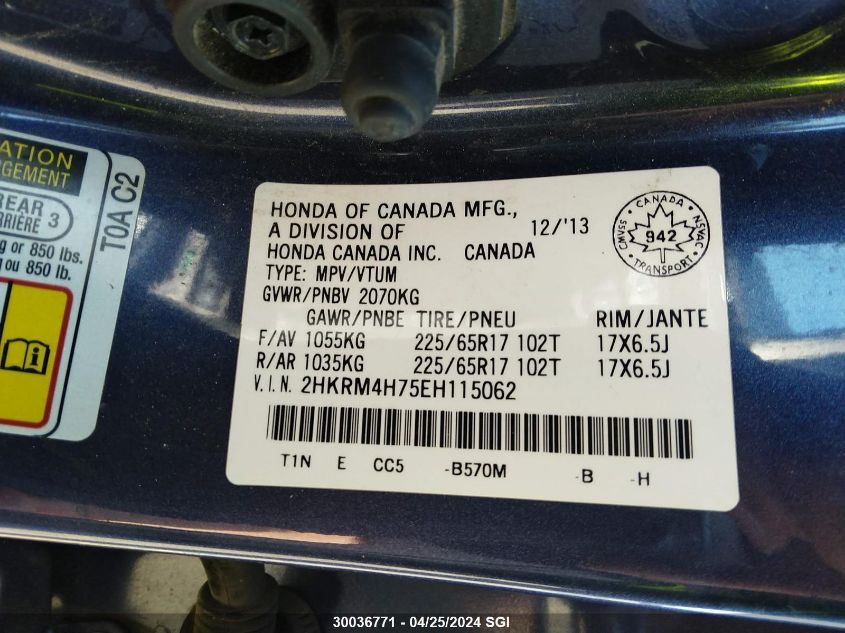 ATION
RGEMENT
REAR 3
RRIÈRE
kg or 850 lbs.
ou 850 lb.
T0A C2
HONDA OF CANADA MFG.,
A DIVISION OF 12/'13
HONDA CANADA INC. CANADA
TYPE: MPV/VTUM
GVWR/PNBV 2070KG
GAWR/PNBE TIRE/PNEU RIM/JANTE
F/AV 1055KG 225/65R17 102T 17X6.5J
R/AR 1035KG 225/65R17 102T 17X6.5J
V.I.N. 2HKRM4H75EH115062
T1N E CC5 -B570M -B -H
CANADA
CMVSS 942 NSVAC
TRANSPORT
30036771 - 04/25/2024 SGI